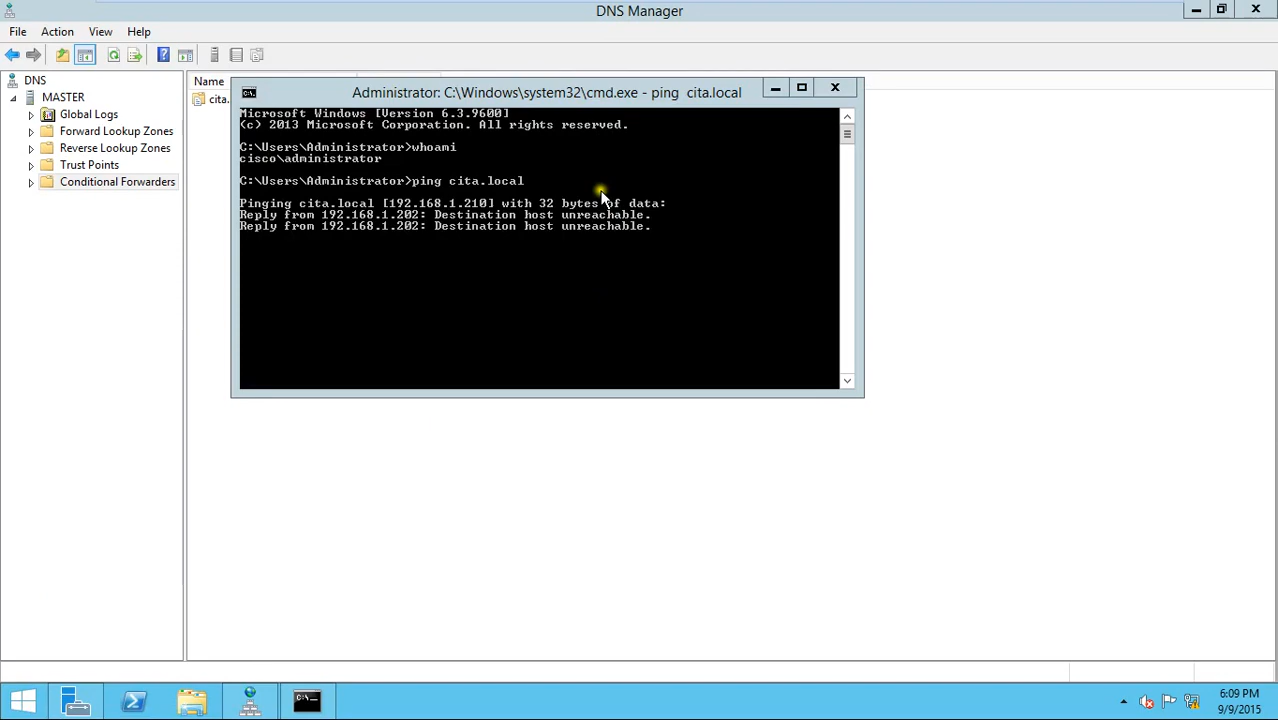 DNS Manager
File Action View Help
DNS
MASTER
Global Logs
Forward Lookup Zones
Reverse Lookup Zones
Trust Points
Conditional Forwarders
Name
cita.
Administrator: C:\Windows\system32\cmd.exe - ping cita.local
Microsoft Windows [Version 6.3.9600]
(c) 2013 Microsoft Corporation. All rights reserved.
C:\Users\Administrator>whoami
cisco\administrator
C:\Users\Administrator>ping cita.local
Pinging cita.local [192.168.1.210] with 32 bytes of data:
Reply from 192.168.1.202: Destination host unreachable.
Reply from 192.168.1.202: Destination host unreachable.
6:09 PM
9/9/2015